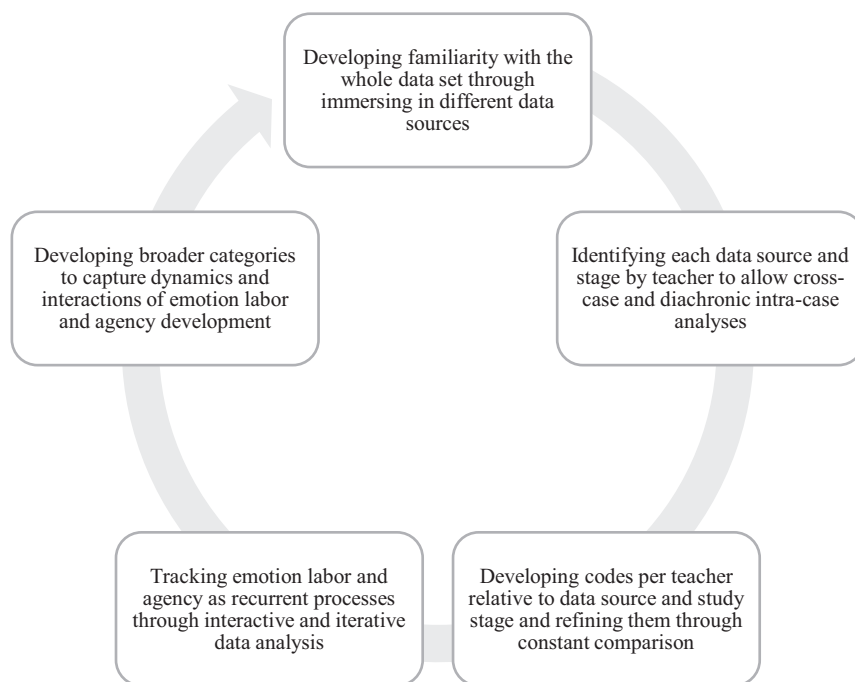 Developing familiarity with the
whole data set through
immersing in different data
sources
Identifying each data source and
stage by teacher to allow cross-
case and diachronic intra-case
analyses
Developing codes per teacher
relative to data source and study
stage and refining them through
constant comparison
Tracking emotion labor and
agency as recurrent processes
through interactive and iterative
data analysis
Developing broader categories
to capture dynamics and
interactions of emotion labor
and agency development